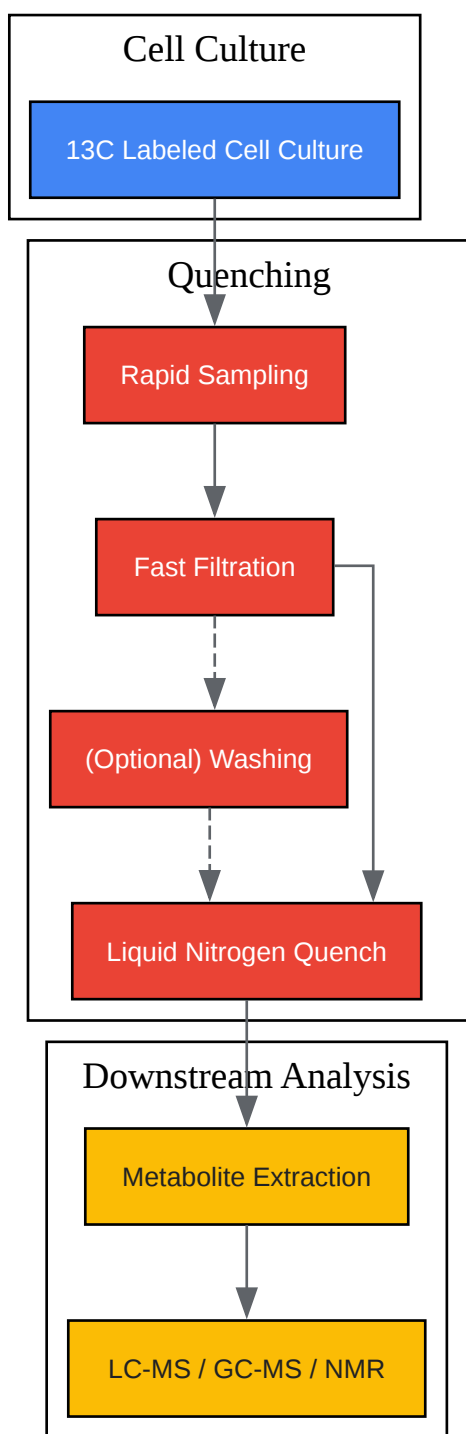 Cell Culture
13C Labeled Cell Culture
Quenching
Rapid Sampling
Fast Filtration
(Optional) Washing
Liquid Nitrogen Quench
Downstream Analysis
Metabolite Extraction
LC-MS / GC-MS / NMR